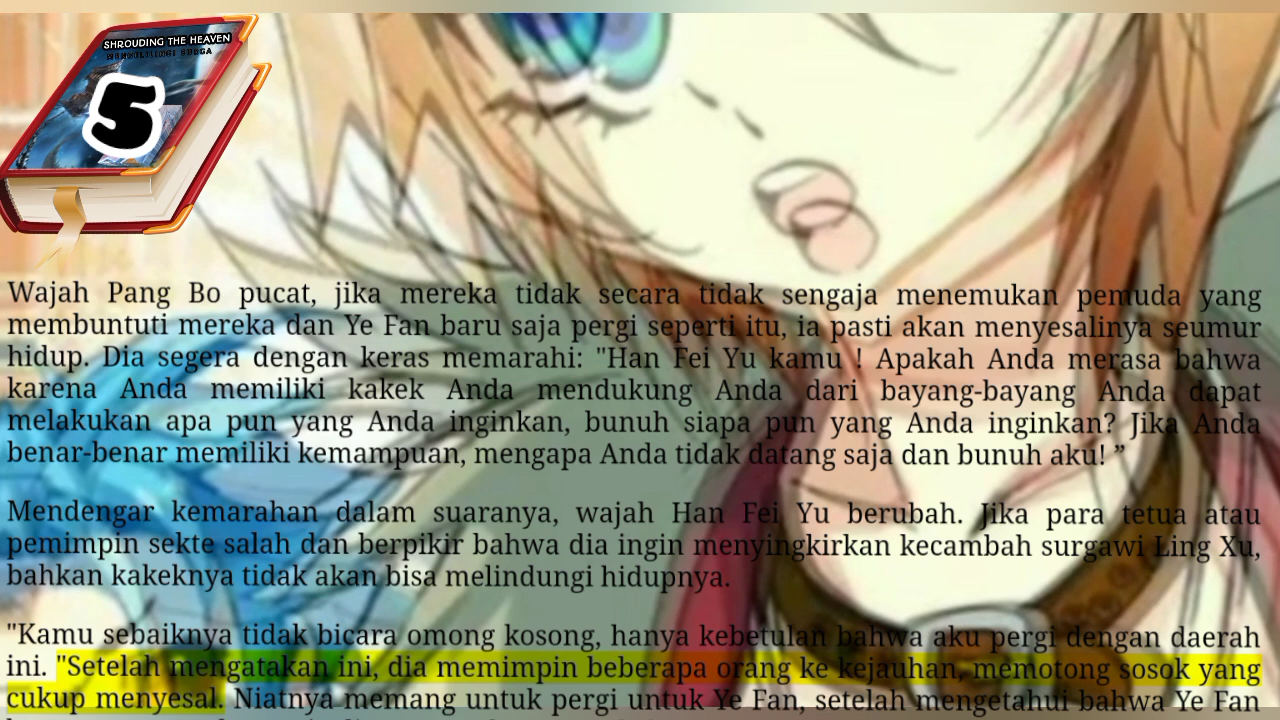 SHROUDING THE HEAVEN
5
Wajah Pang Bo pucat, jika mereka tidak secara tidak sengaja menemukan pemuda yang
membuntuti mereka dan Ye Fan baru saja pergi seperti itu, ia pasti akan menyesalinya seumur
hidup. Dia segera dengan keras memarahi: "Han Fei Yu kamu ! Apakah Anda merasa bahwa
karena Anda memiliki kakek Anda mendukung Anda dari bayang-bayang Anda dapat
melakukan apa pun yang Anda inginkan, bunuh siapa pun yang Anda inginkan? Jika Anda
benar-benar memiliki kemampuan, mengapa Anda tidak datang saja dan bunuh aku! ”
Mendengar kemarahan dalam suaranya, wajah Han Fei Yu berubah. Jika para tetua atau
pemimpin sekte salah dan berpikir bahwa dia ingin menyingkirkan kecambah surgawi Ling Xu,
bahkan kakeknya tidak akan bisa melindungi hidupnya.
"Kamu sebaiknya tidak bicara omong kosong, hanya kebetulan bahwa aku pergi dengan daerah
ini. "Setelah mengatakan ini, dia memimpin beberapa orang ke kejauhan, memotong sosok yang
cukup menyesal. Niatnya memang untuk pergi untuk Ye Fan, setelah mengetahui bahwa Ye Fan